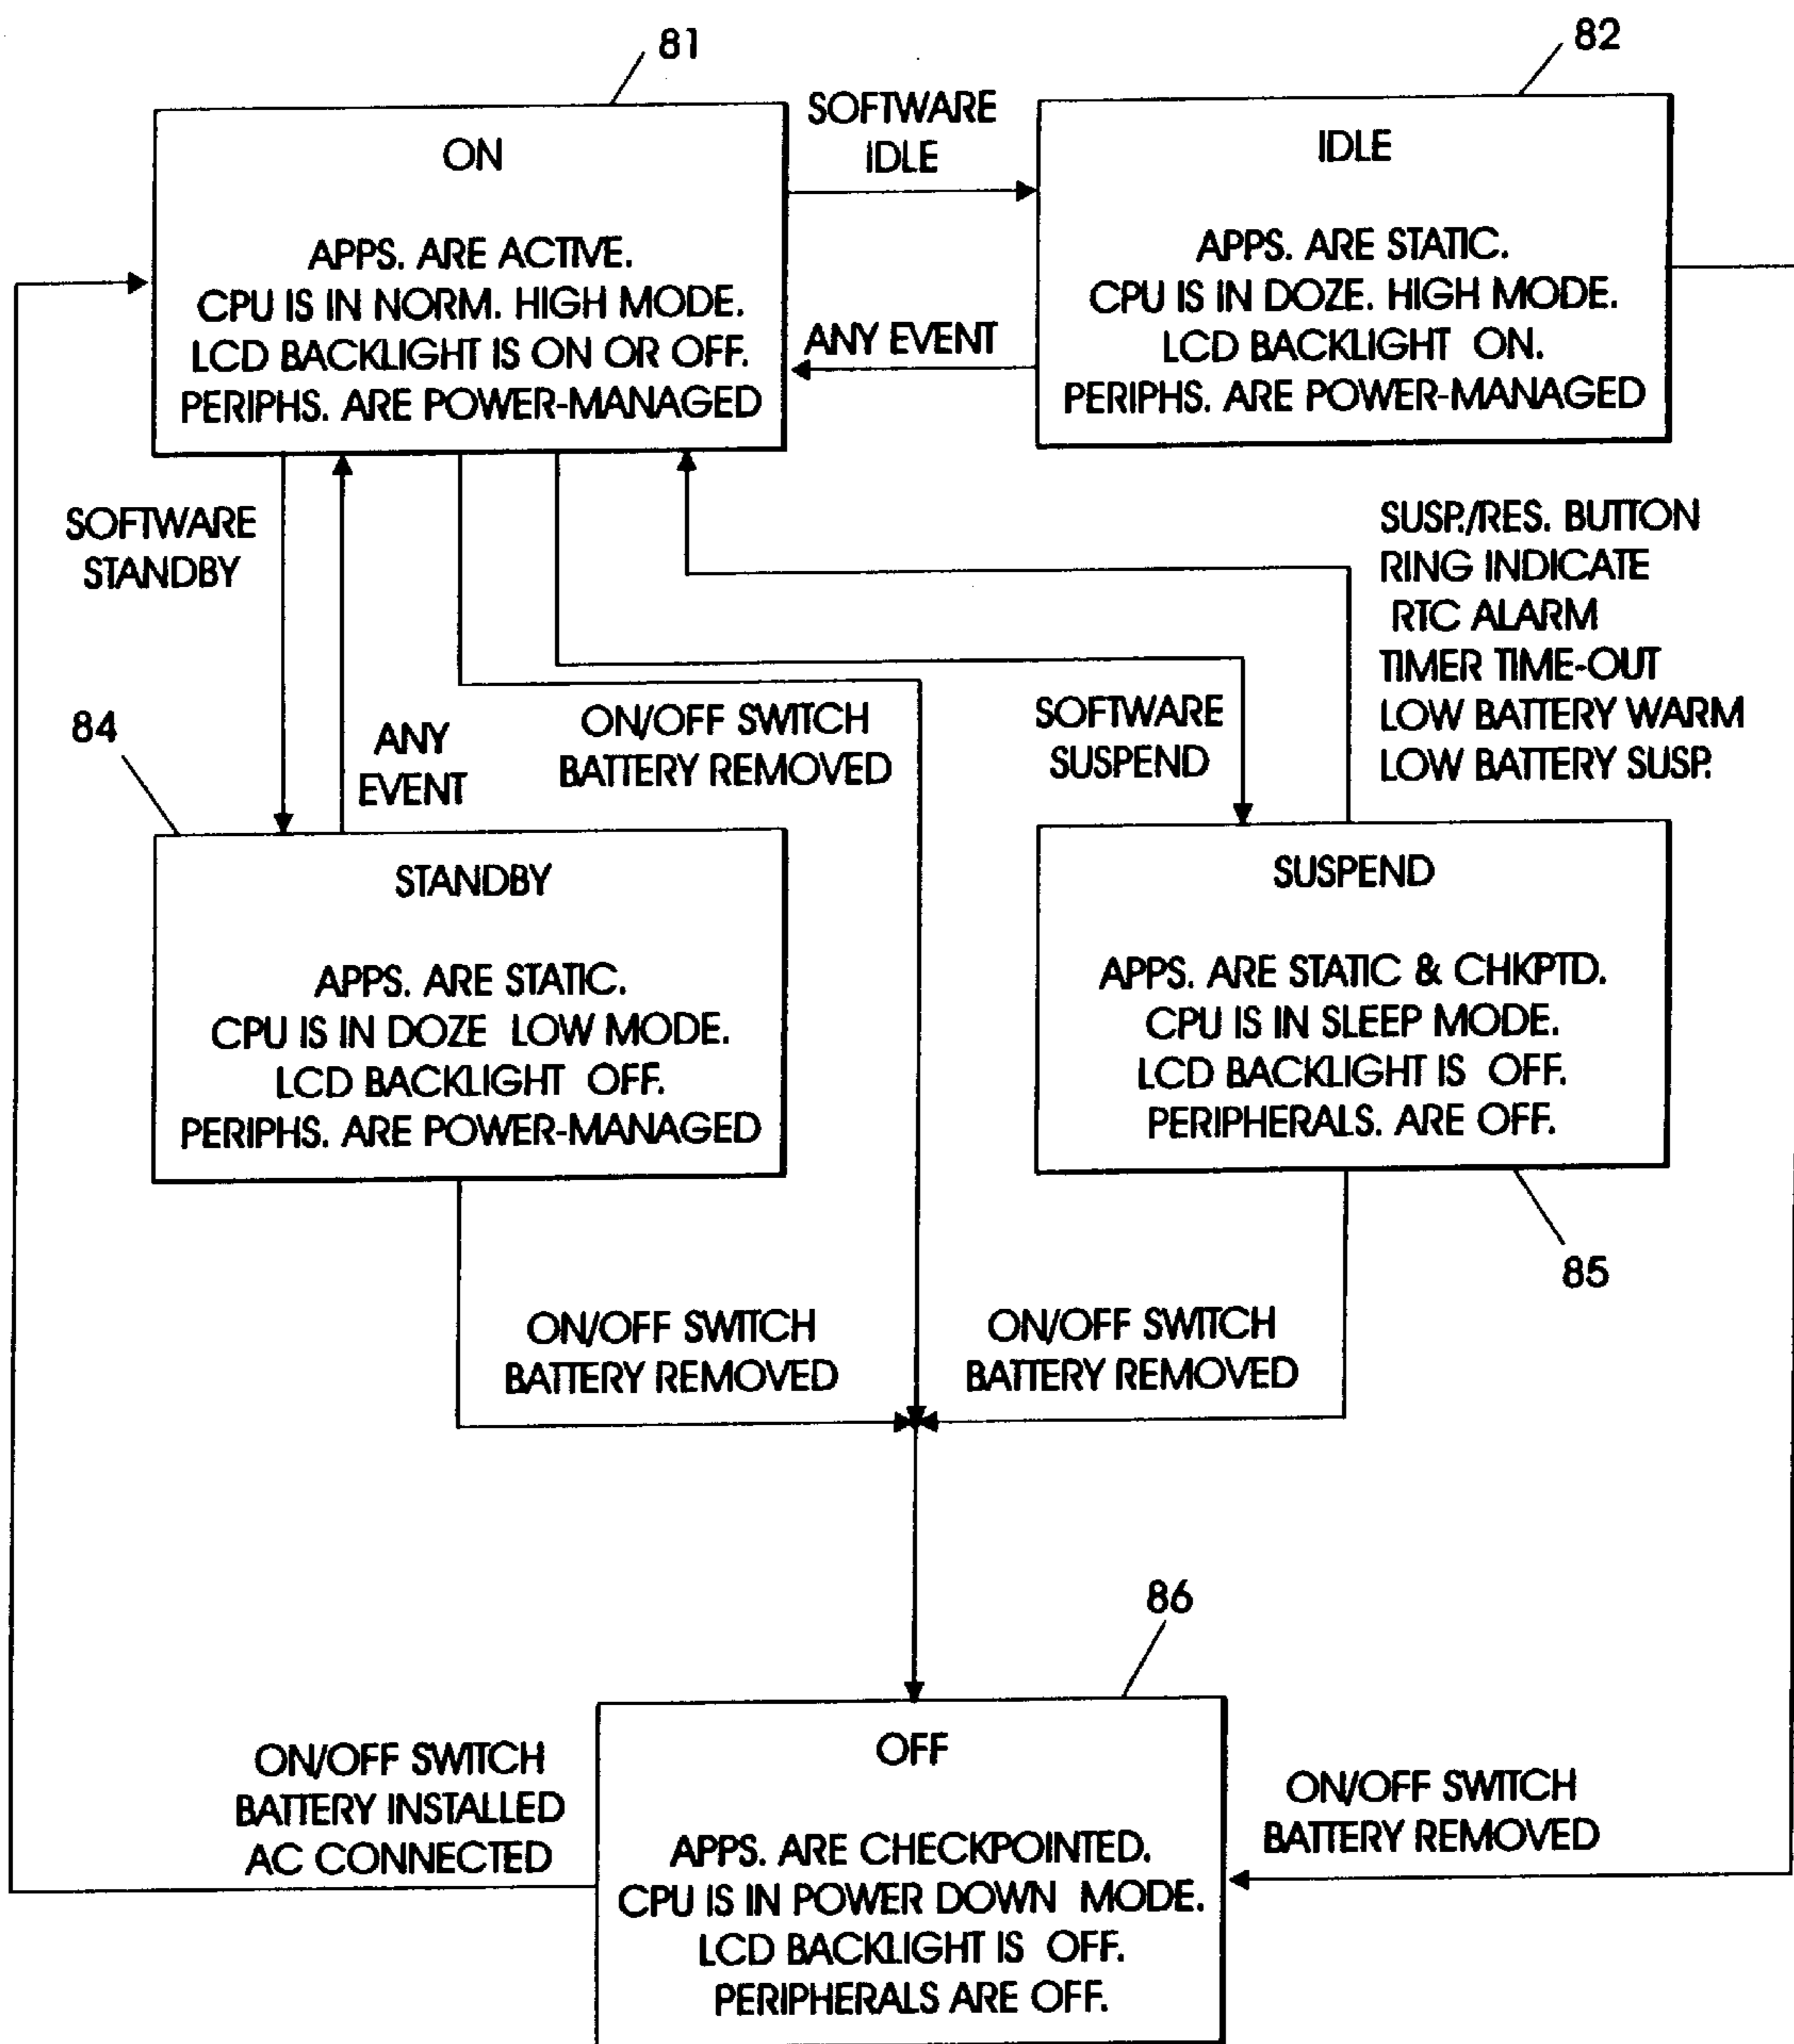 81
82
ON
APPS. ARE ACTIVE.
CPU IS IN NORM. HIGH MODE.
LCD BACKLIGHT IS ON OR OFF.
PERIPHS. ARE POWER-MANAGED
SOFTWARE
IDLE
ANY EVENT
IDLE
APPS. ARE STATIC.
CPU IS IN DOZE. HIGH MODE.
LCD BACKLIGHT ON.
PERIPHS. ARE POWER-MANAGED
SOFTWARE
STANDBY
ANY
EVENT
ON/OFF SWITCH
BATTERY REMOVED
SOFTWARE
SUSPEND
SUSP./RES. BUTTON
RING INDICATE
RTC ALARM
TIMER TIME-OUT
LOW BATTERY WARM
LOW BATTERY SUSP.
84
STANDBY
APPS. ARE STATIC.
CPU IS IN DOZE LOW MODE.
LCD BACKLIGHT OFF.
PERIPHS. ARE POWER-MANAGED
SUSPEND
APPS. ARE STATIC & CHKPTD.
CPU IS IN SLEEP MODE.
LCD BACKLIGHT IS OFF.
PERIPHERALS. ARE OFF.
85
ON/OFF SWITCH
BATTERY REMOVED
ON/OFF SWITCH
BATTERY REMOVED
86
OFF
APPS. ARE CHECKPOINTED.
CPU IS IN POWER DOWN MODE.
LCD BACKLIGHT IS OFF.
PERIPHERALS ARE OFF.
ON/OFF SWITCH
BATTERY INSTALLED
AC CONNECTED
ON/OFF SWITCH
BATTERY REMOVED